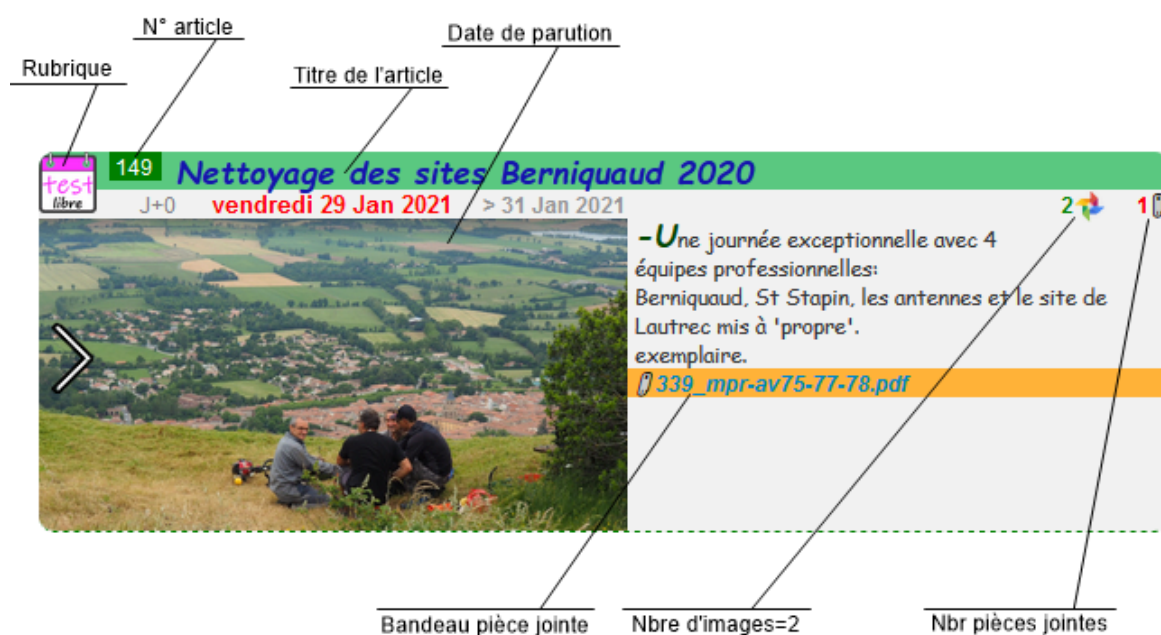 N° article
Date de parution
Rubrique
Titre de l'article
test
libre
149
Nettoyage des sites Berniquaud 2020
J+0 vendredi 29 Jan 2021 > 31 Jan 2021
2
1
-Une journée exceptionnelle avec 4
équipes professionnelles:
Berniquaud, St Stapin, les antennes et le site de
Lautrec mis à 'propre'.
exemplaire.
339_mpr-av75-77-78.pdf
Bandeau pièce jointe
Nbre d'images=2
Nbr pièces jointes